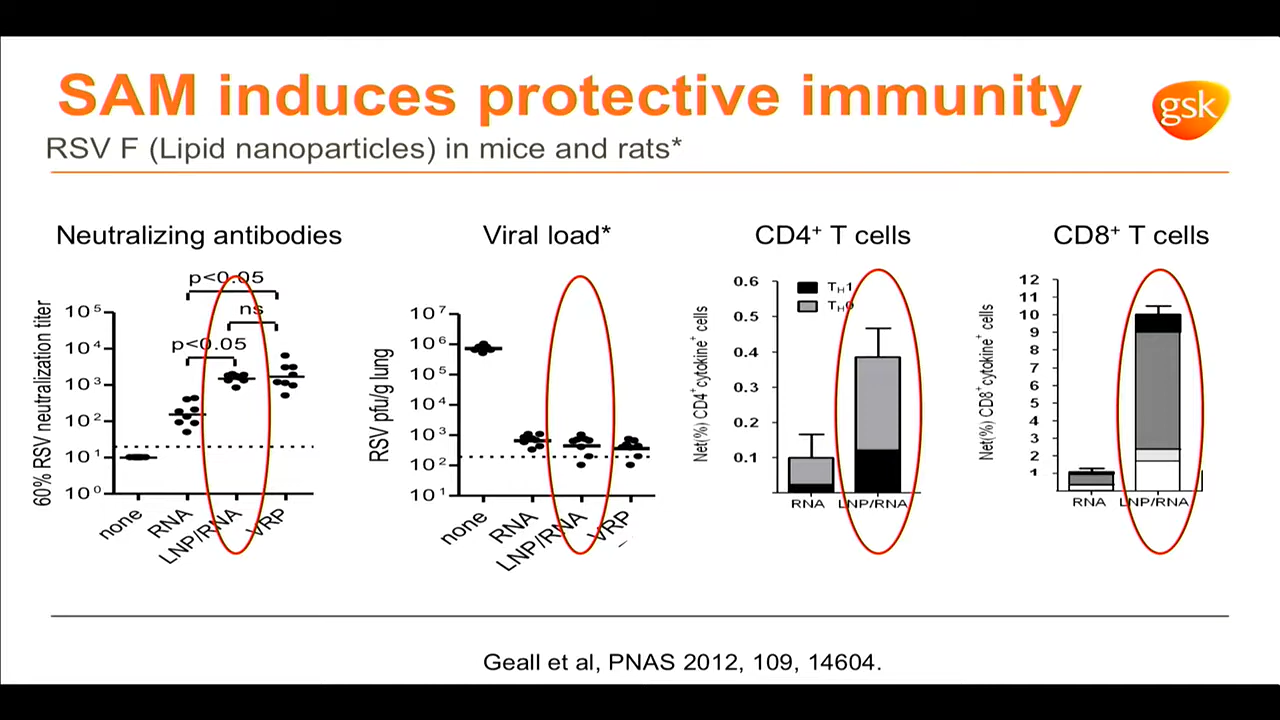 SAM induces protective immunity
gsk
RSV F (Lipid nanoparticles) in mice and rats*
Neutralizing antibodies
p<0.05
ns
p<0.05
60% RSV neutralization titer
10⁵
10⁴
10³
10²
10¹
10⁰
none
RNA
LNP/RNA
VRP
Viral load*
RSV pfu/g lung
10⁷
10⁶
10⁵
10⁴
10³
10²
10¹
none
RNA
LNP/RNA
VRP
CD4⁺ T cells
Net(%) CD4⁺cytokine⁺ cells
0.6
0.5
0.4
0.3
0.2
0.1
TH1
TH0
RNA
LNP/RNA
CD8⁺ T cells
Net(%) CD8⁺cytokine⁺ cells
12
11
10
9
8
7
6
5
4
3
2
1
RNA
LNP/RNA
Geall et al, PNAS 2012, 109, 14604.